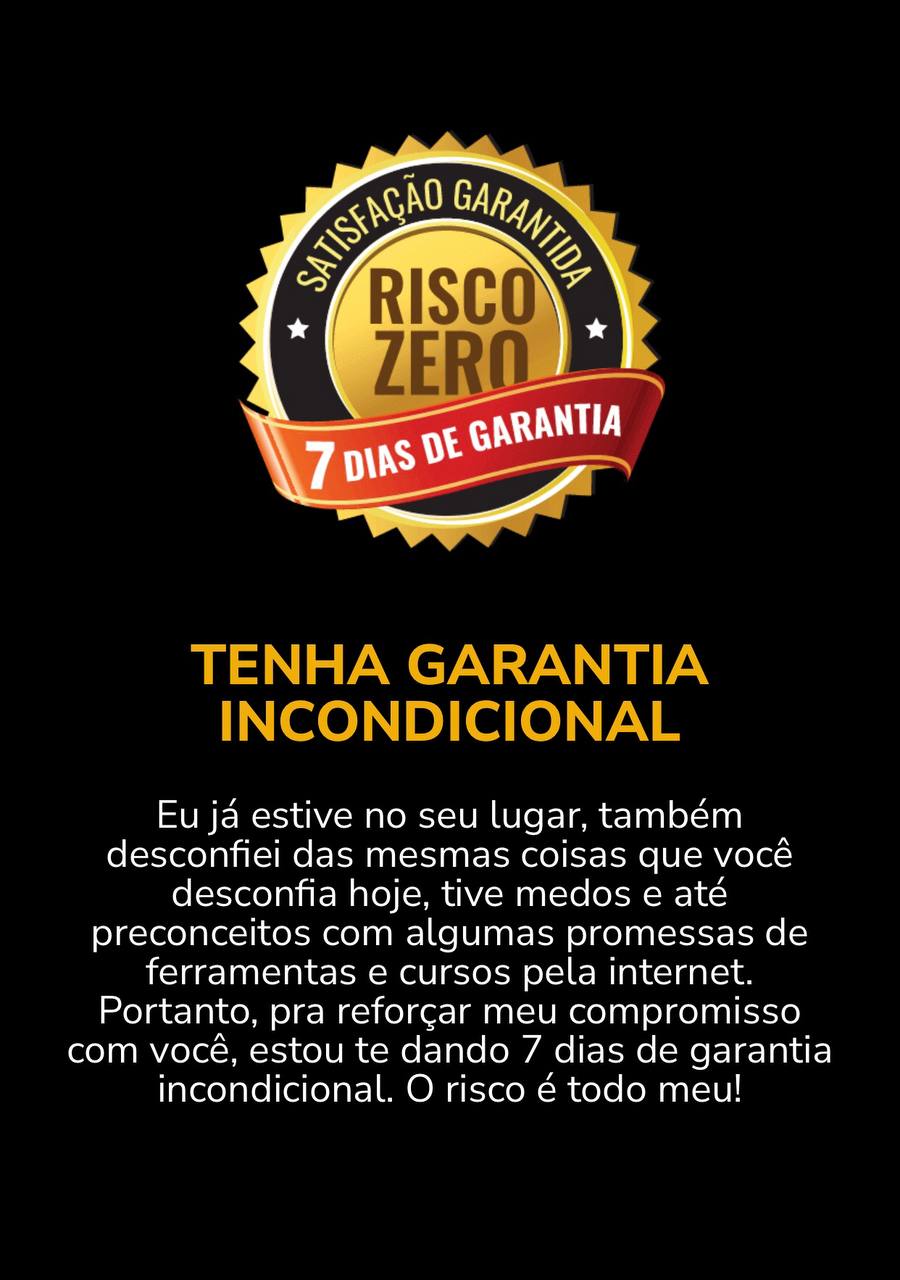 SATISFAÇÃO GARANTIDA
RISCO
ZERO
7 DIAS DE GARANTIA
TENHA GARANTIA
INCONDICIONAL
Eu já estive no seu lugar, também
desconfiei das mesmas coisas que você
desconfia hoje, tive medos e até
preconceitos com algumas promessas de
ferramentas e cursos pela internet.
Portanto, pra reforçar meu compromisso
com você, estou te dando 7 dias de garantia
incondicional. O risco é todo meu!